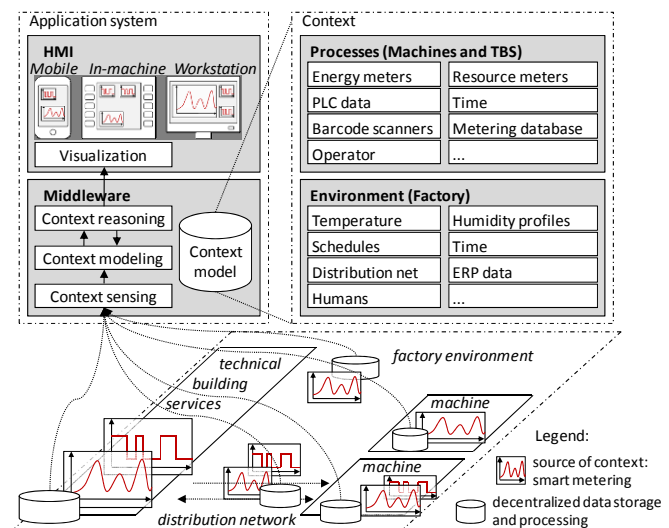 Application system
HMI
Mobile In-machine Workstation
Visualization
Middleware
Context reasoning
Context modeling
Context sensing
Context
model
Context
Processes (Machines and TBS)
Energy meters
Resource meters
PLC data
Time
Barcode scanners
Metering database
Operator
...
Environment (Factory)
Temperature
Humidity profiles
Schedules
Time
Distribution net
ERP data
Humans
...
technical
building
services
factory environment
machine
machine
distribution network
Legend:
source of context:
smart metering
decentralized data storage
and processing